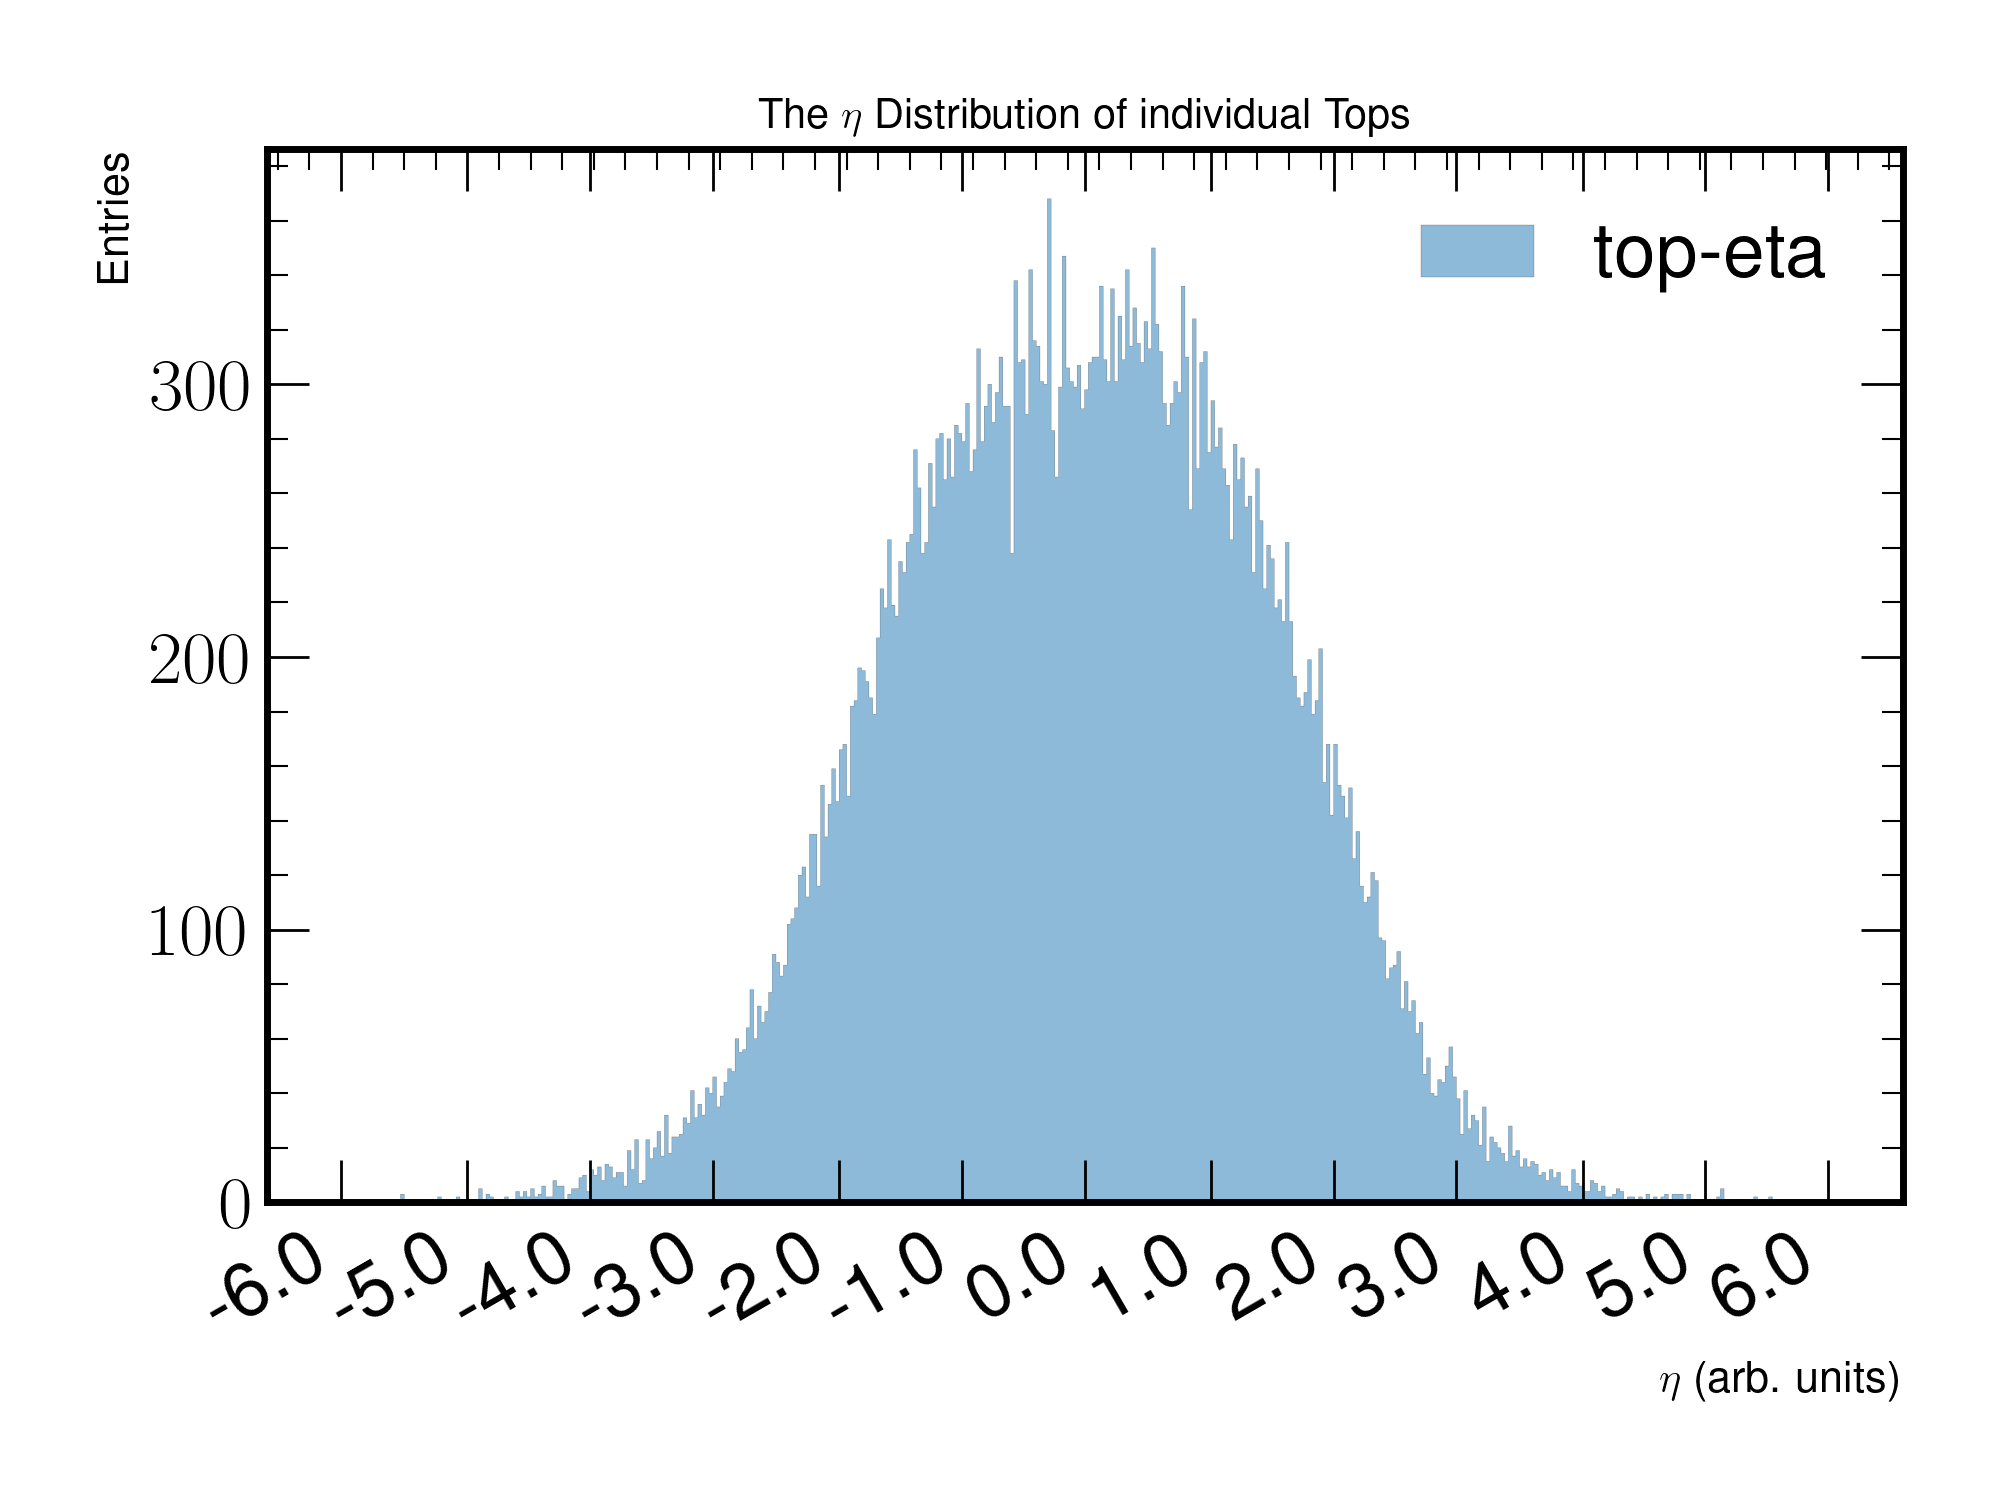 The η Distribution of individual Tops
Entries
top-eta
300
200
100
0
-6.0 -5.0 -4.0 -3.0 -2.0 -1.0 0.0 1.0 2.0 3.0 4.0 5.0 6.0
η (arb. units)